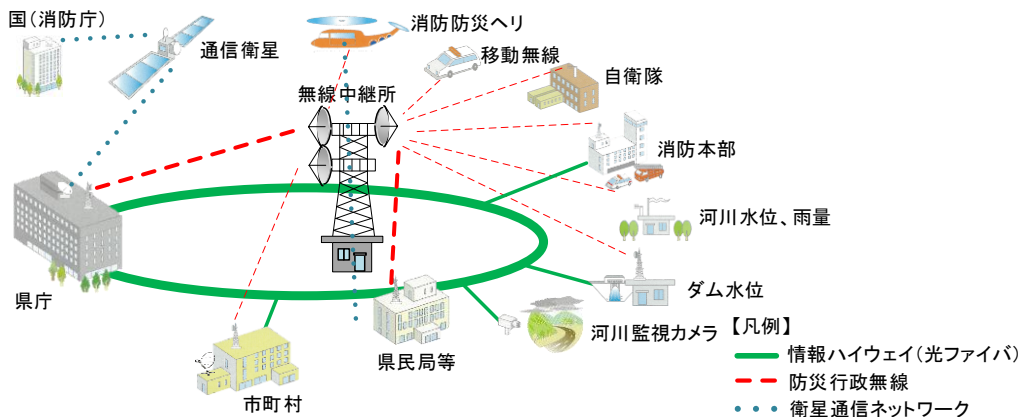 国(消防庁)
通信衛星
消防防災ヘリ
移動無線
自衛隊
無線中継所
消防本部
河川水位、雨量
県庁
ダム水位
河川監視カメラ
県民局等
市町村
【凡例】
情報ハイウェイ(光ファイバ)
防災行政無線
衛星通信ネットワーク